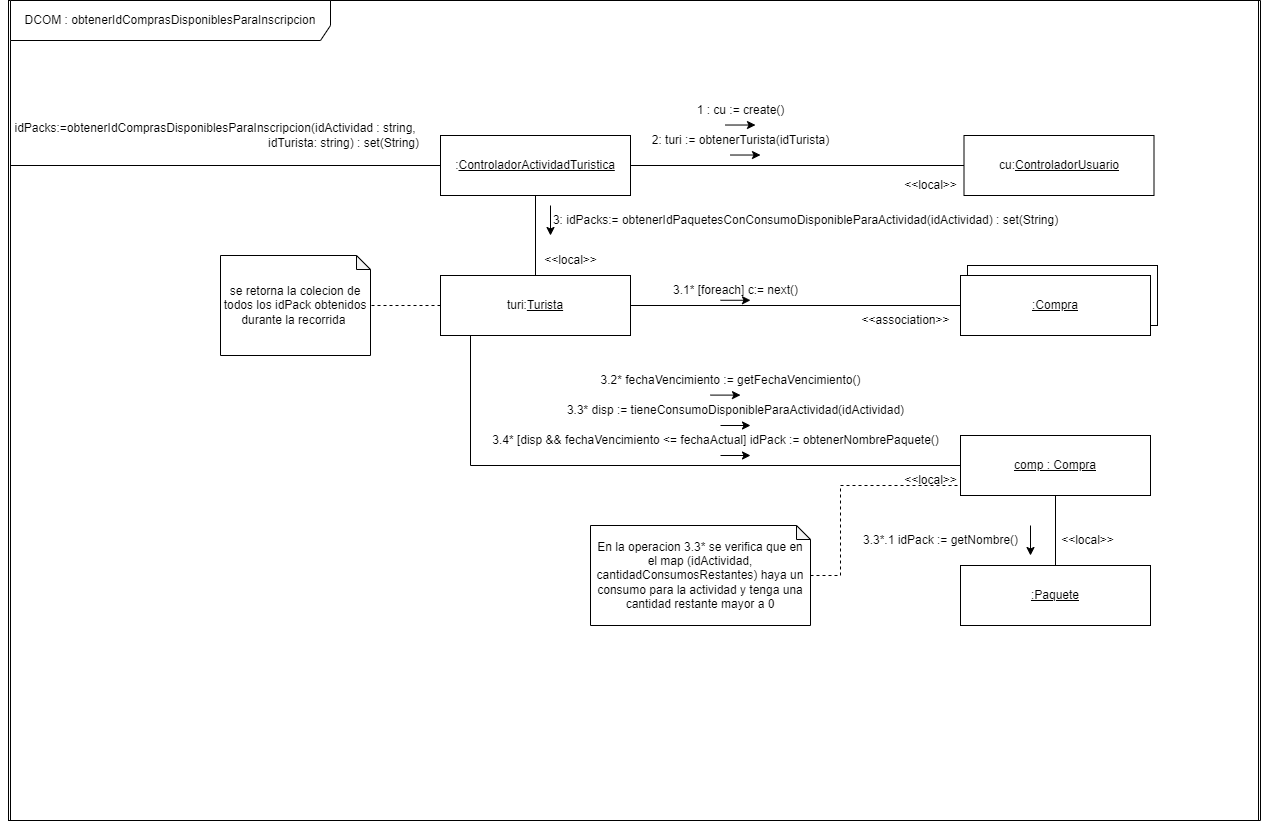 DCOM : obtenerIdComprasDisponiblesParaInscripcion
1 : cu := create()
idPacks:=obtenerIdComprasDisponiblesParaInscripcion(idActividad : string,
idTurista: string) : set(String)
2: turi := obtenerTurista(idTurista)
:ControladorActividadTuristica
cu:ControladorUsuario
<<local>>
3: idPacks:= obtenerIdPaquetesConConsumoDisponibleParaActividad(idActividad) : set(String)
<<local>>
se retorna la colecion de
todos los idPack obtenidos
durante la recorrida
turi:Turista
3.1* [foreach] c:= next()
<<association>>
:Compra
3.2* fechaVencimiento := getFechaVencimiento()
3.3* disp := tieneConsumoDisponibleParaActividad(idActividad)
3.4* [disp && fechaVencimiento <= fechaActual] idPack := obtenerNombrePaquete()
comp : Compra
<<local>>
En la operacion 3.3* se verifica que en
el map (idActividad,
cantidadConsumosRestantes) haya un
consumo para la actividad y tenga una
cantidad restante mayor a 0
3.3*.1 idPack := getNombre()
<<local>>
:Paquete